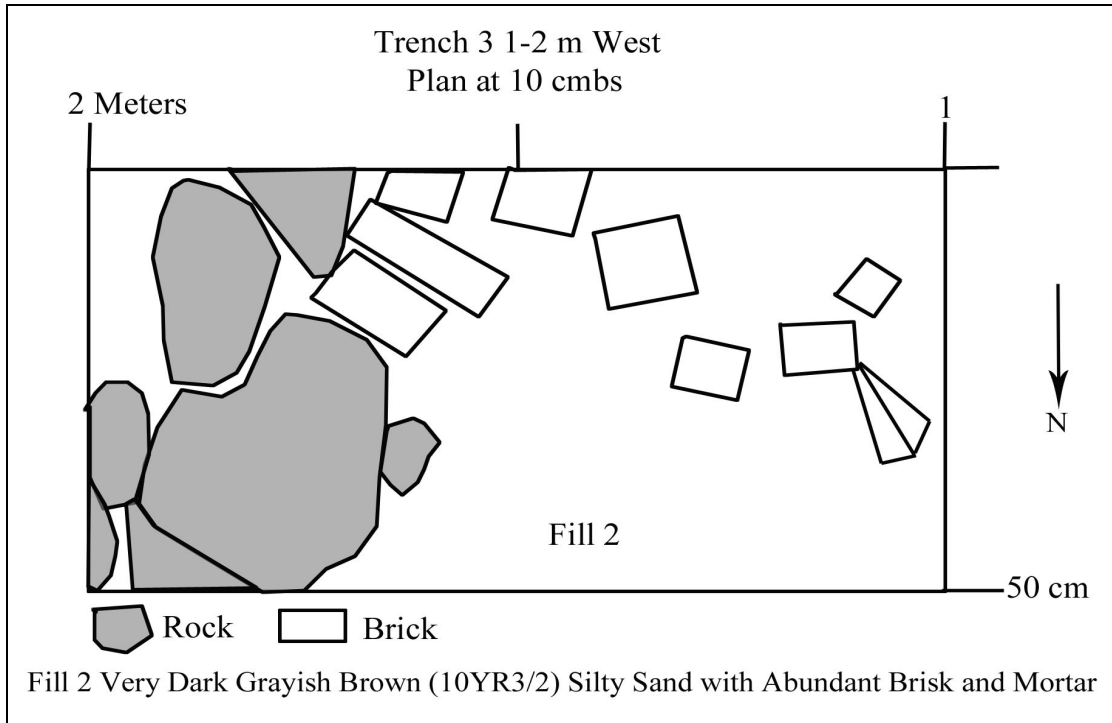 Trench 3 1-2 m West
Plan at 10 cmbs
2 Meters
1
N
Fill 2
50 cm
Rock
Brick
Fill 2 Very Dark Grayish Brown (10YR3/2) Silty Sand with Abundant Brisk and Mortar